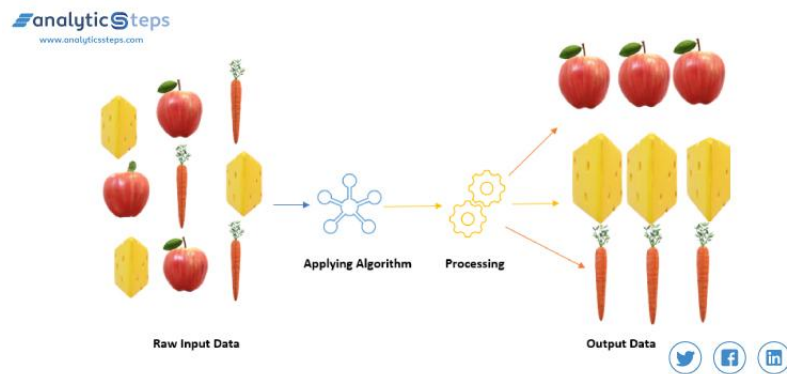 analyticSteps
www.analyticssteps.com
Applying Algorithm
Processing
Raw Input Data
Output Data